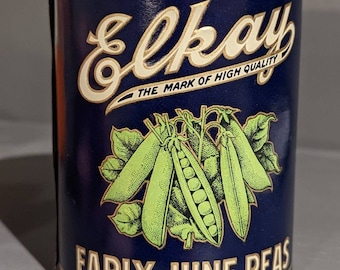 Elkay
THE MARK OF HIGH QUALITY
EARLY JUNE PEAS